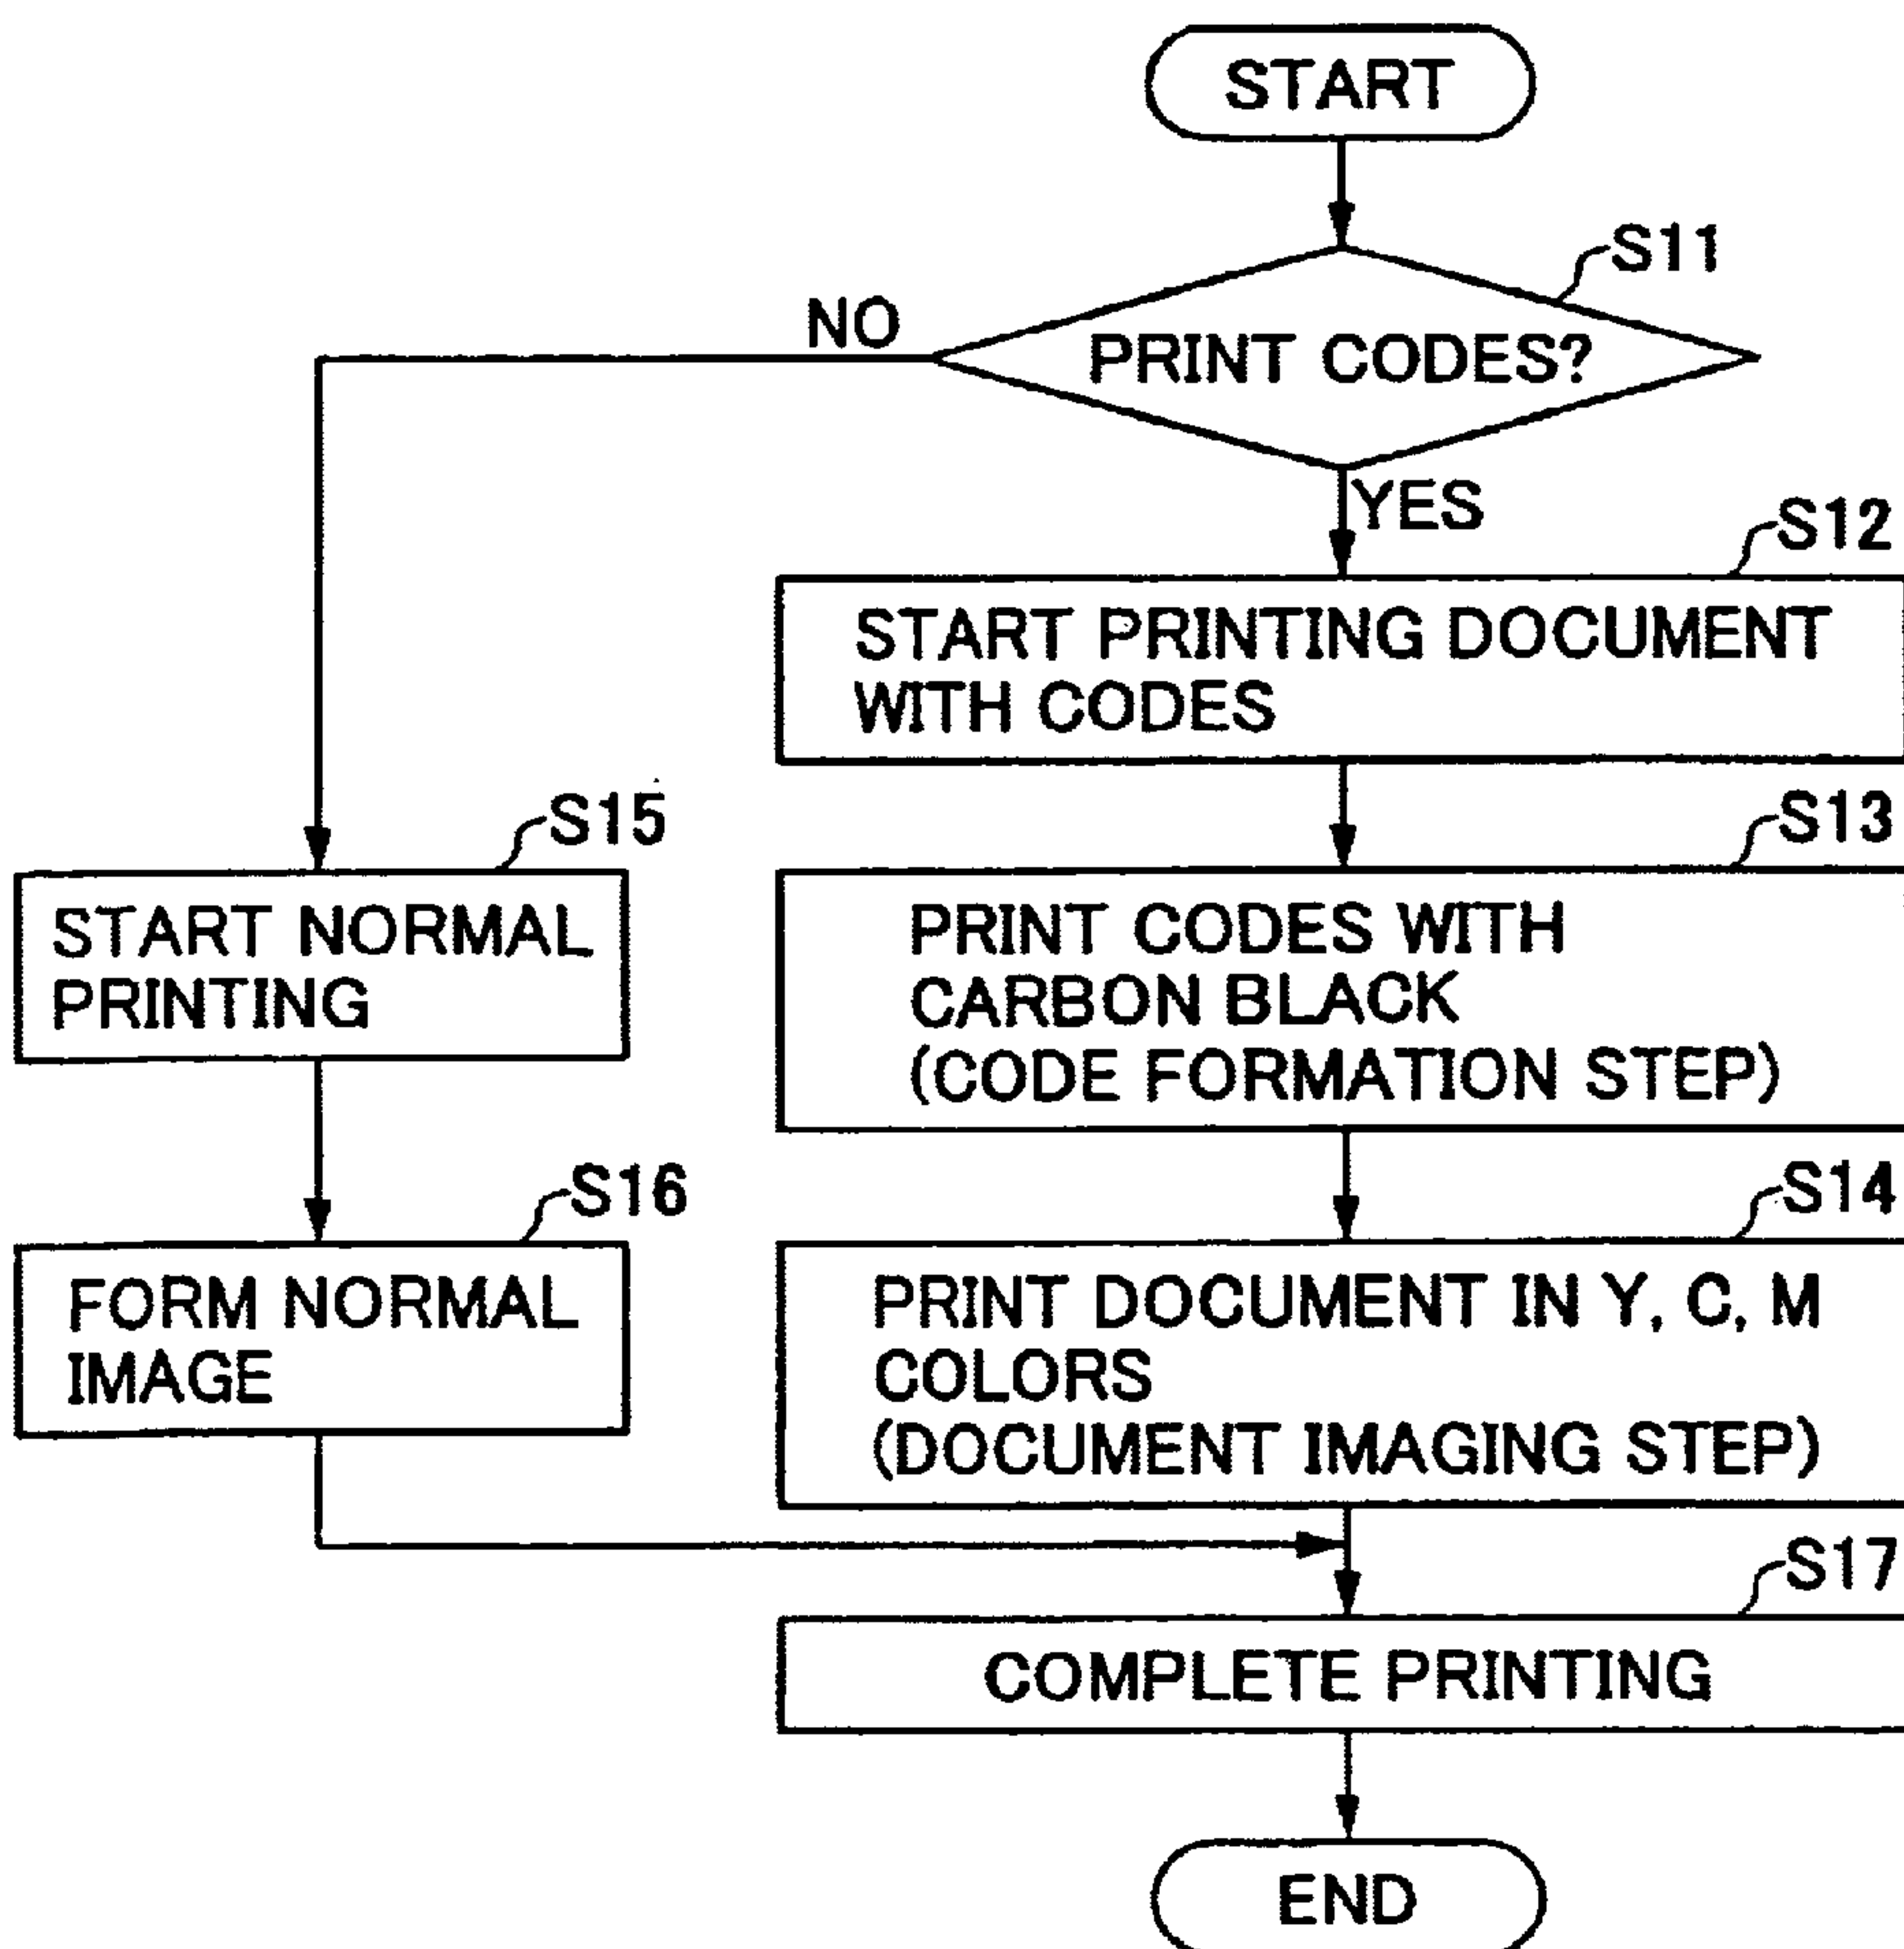 START
S11
NO
PRINT CODES?
YES
S12
START PRINTING DOCUMENT
WITH CODES
S15
S13
START NORMAL
PRINTING
PRINT CODES WITH
CARBON BLACK
(CODE FORMATION STEP)
S16
S14
FORM NORMAL
IMAGE
PRINT DOCUMENT IN Y, C, M
COLORS
(DOCUMENT IMAGING STEP)
S17
COMPLETE PRINTING
END